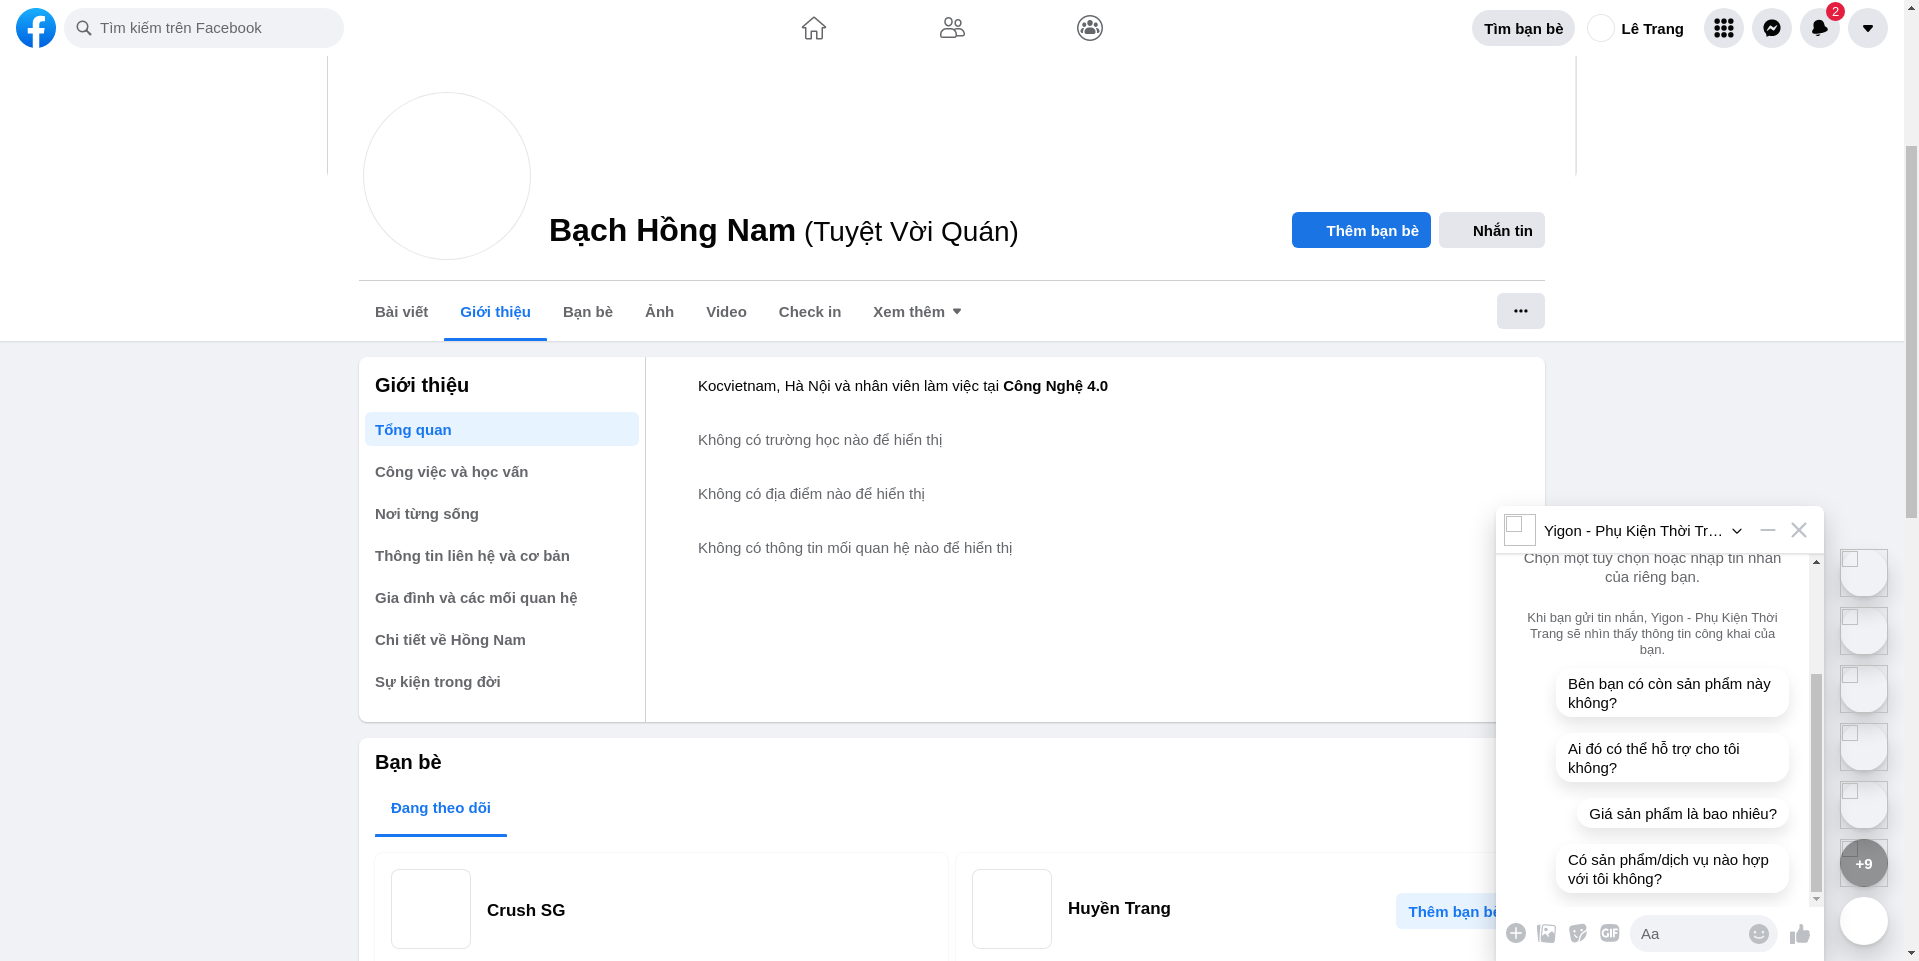 Tìm kiếm trên Facebook
Tìm bạn bè
Lê Trang
2
Bạch Hồng Nam (Tuyệt Vời Quán)
Thêm bạn bè
Nhắn tin
Bài viết
Giới thiệu
Bạn bè
Ảnh
Video
Check in
Xem thêm
Giới thiệu
Tổng quan
Công việc và học vấn
Nơi từng sống
Thông tin liên hệ và cơ bản
Gia đình và các mối quan hệ
Chi tiết về Hồng Nam
Sự kiện trong đời
Kocvietnam, Hà Nội và nhân viên làm việc tại Công Nghệ 4.0
Không có trường học nào để hiển thị
Không có địa điểm nào để hiển thị
Không có thông tin mối quan hệ nào để hiển thị
Bạn bè
Đang theo dõi
Crush SG
Huyền Trang
Thêm bạn bè
Yigon - Phụ Kiện Thời Tr...
Chọn một tùy chọn hoặc nhập tin nhắn
của riêng bạn.
Khi bạn gửi tin nhắn, Yigon - Phụ Kiện Thời
Trang sẽ nhìn thấy thông tin công khai của
bạn.
Bên bạn có còn sản phẩm này
không?
Ai đó có thể hỗ trợ cho tôi
không?
Giá sản phẩm là bao nhiêu?
Có sản phẩm/dịch vụ nào hợp
với tôi không?
GIF
Aa
+9